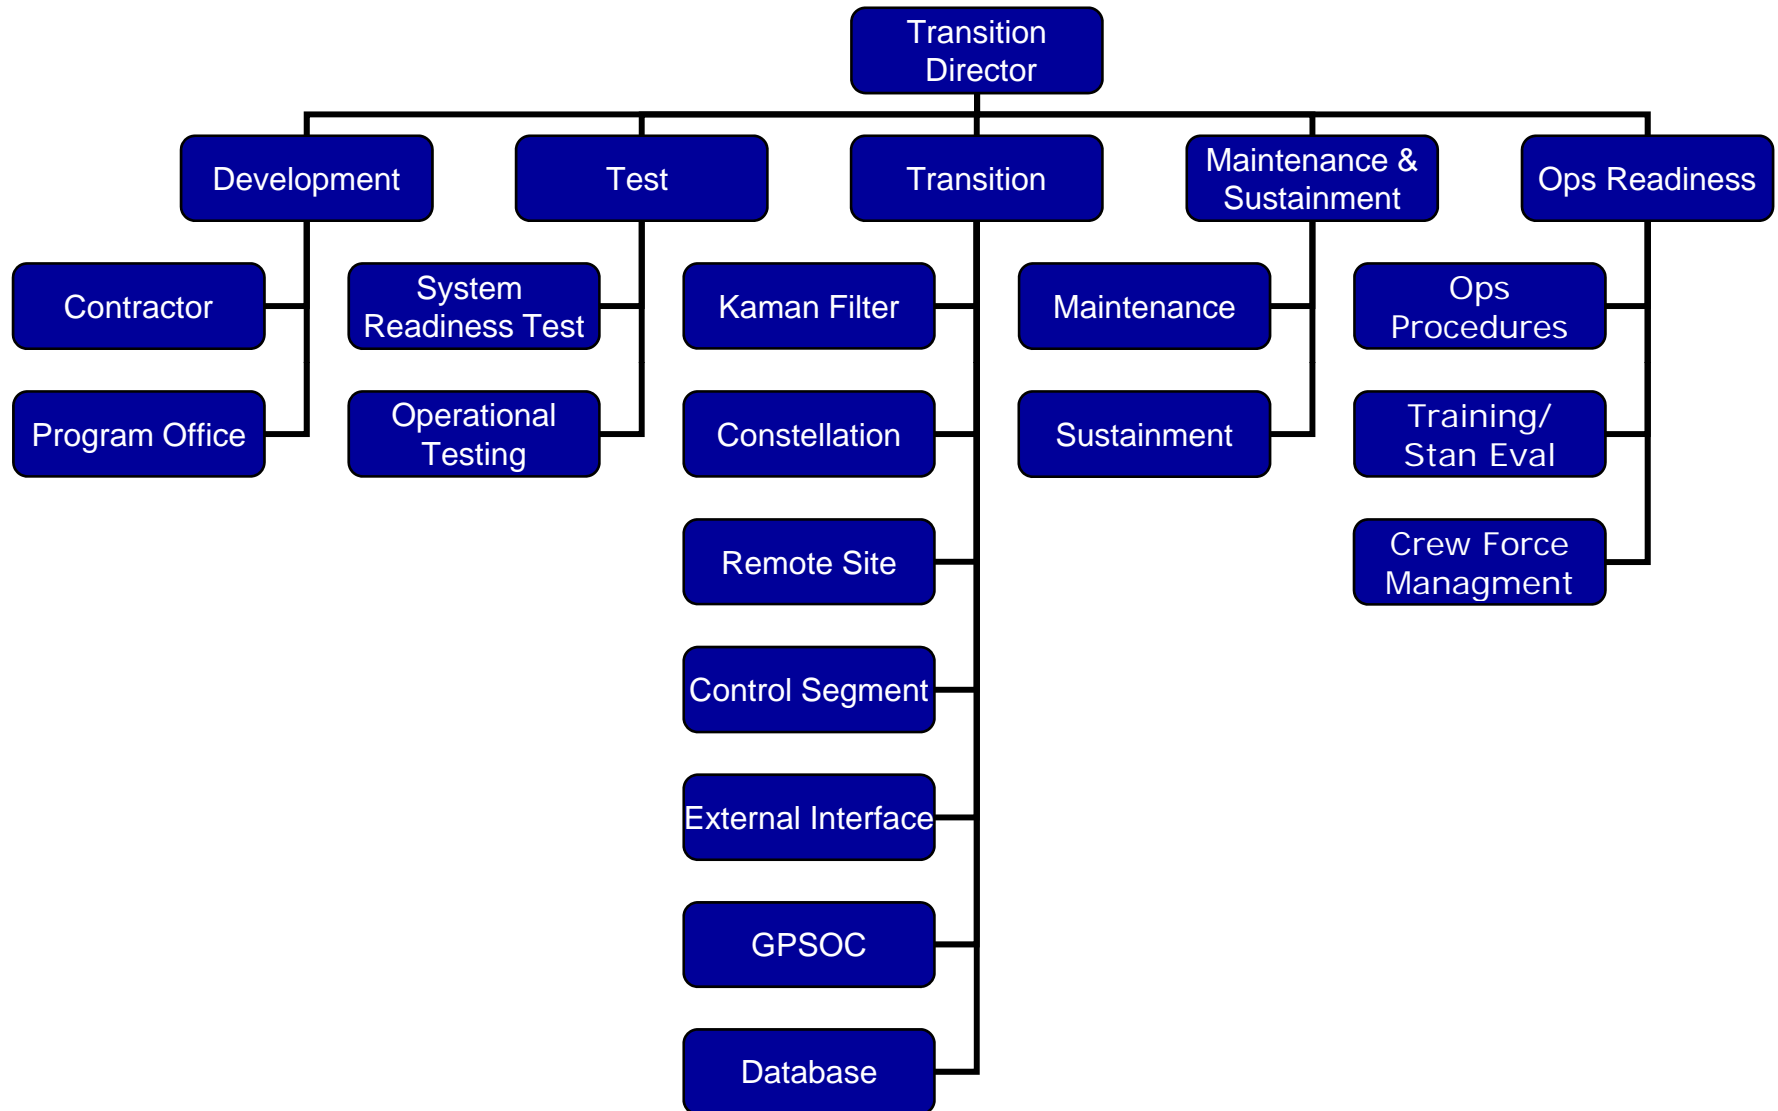 Transition
Director
Development
Test
Transition
Maintenance &
Sustainment
Ops Readiness
Contractor
System
Readiness Test
Kaman Filter
Maintenance
Ops
Procedures
Program Office
Operational
Testing
Constellation
Sustainment
Training/
Stan Eval
Remote Site
Crew Force
Managment
Control Segment
External Interface
GPSOC
Database